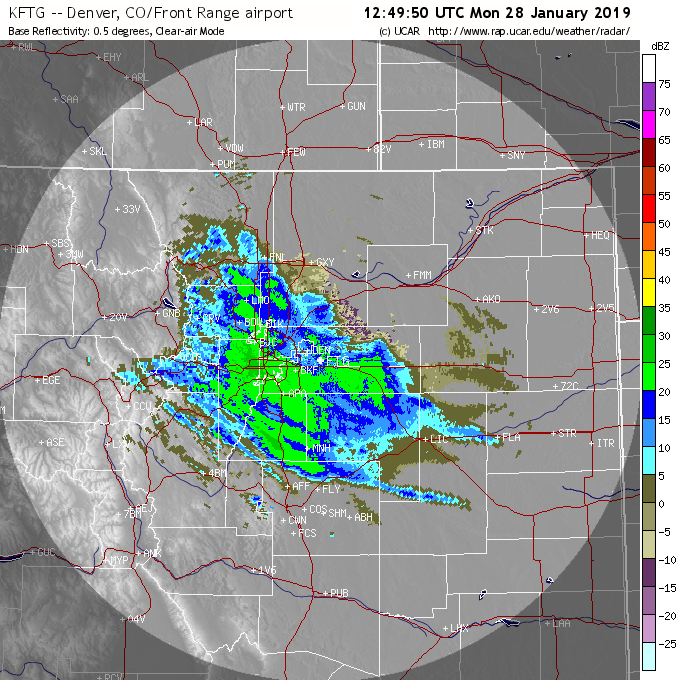 KFTG -- Denver, CO/Front Range airport 12:49:50 UTC Mon 28 January 2019
Base Reflectivity: 0.5 degrees, Clear-air Mode (c) UCAR http://www.rap.ucar.edu/weather/radar/
dBZ
+RWL
+EHY
+ARL
75
+SAA
+WTR
+GUN
70
+LAR
65
+SKL
+VDW
+FEW
+82V
+IBM
+SNY
+PUM
60
55
+33V
50
+STK
+HEQ
+SBS
+3MW
45
+GXY
+FMM
40
+AKO
+20V
+GNB
+LMO
+2V6
+2V5
35
30
25
+EGE
+72C
20
+CCU
15
+ASE
+LIC
+FLA
+STR
+ITR
10
+MNH
5
+4BM
+AFF
+FLY
0
+COS
+SHM
+ABH
+CWN
+FCS
-5
+GUC
+ANK
+MYP
-10
+1V6
-15
+PUB
+04V
+LHX
+LAA
-20
-25